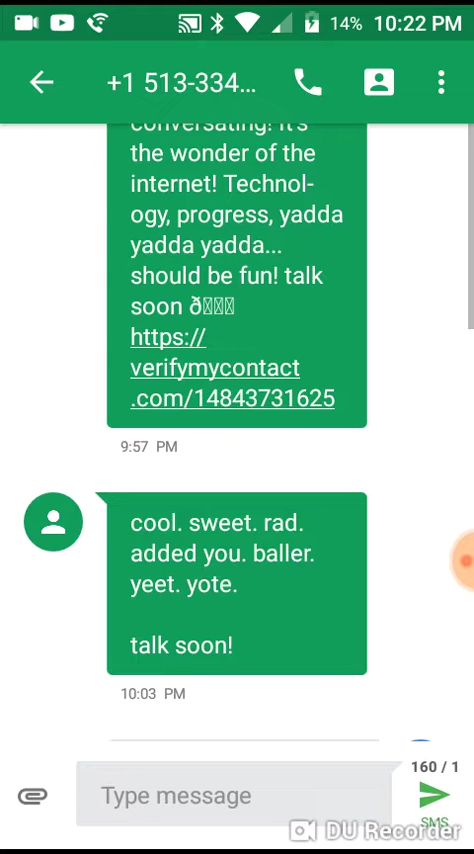 14% 10:22 PM
+1 513-334...
conversating! It's
the wonder of the
internet! Technol-
ogy, progress, yadda
yadda yadda...
should be fun! talk
soon ð
https://
verifymycontact
.com/14843731625
9:57 PM
cool. sweet. rad.
added you. baller.
yeet. yote.
talk soon!
10:03 PM
160 / 1
Type message
SMS
DU Recorder